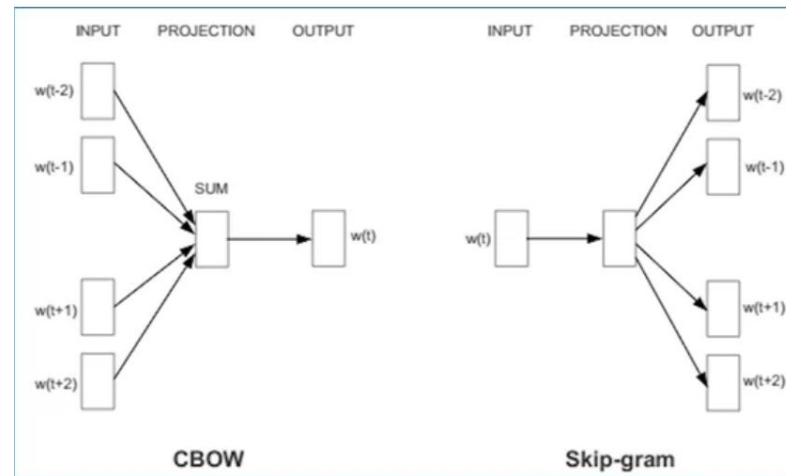 INPUT PROJECTION OUTPUT
w(t-2)
w(t-1)
SUM
w(t)
w(t+1)
w(t+2)
CBOW
INPUT PROJECTION OUTPUT
w(t-2)
w(t-1)
w(t)
w(t+1)
w(t+2)
Skip-gram